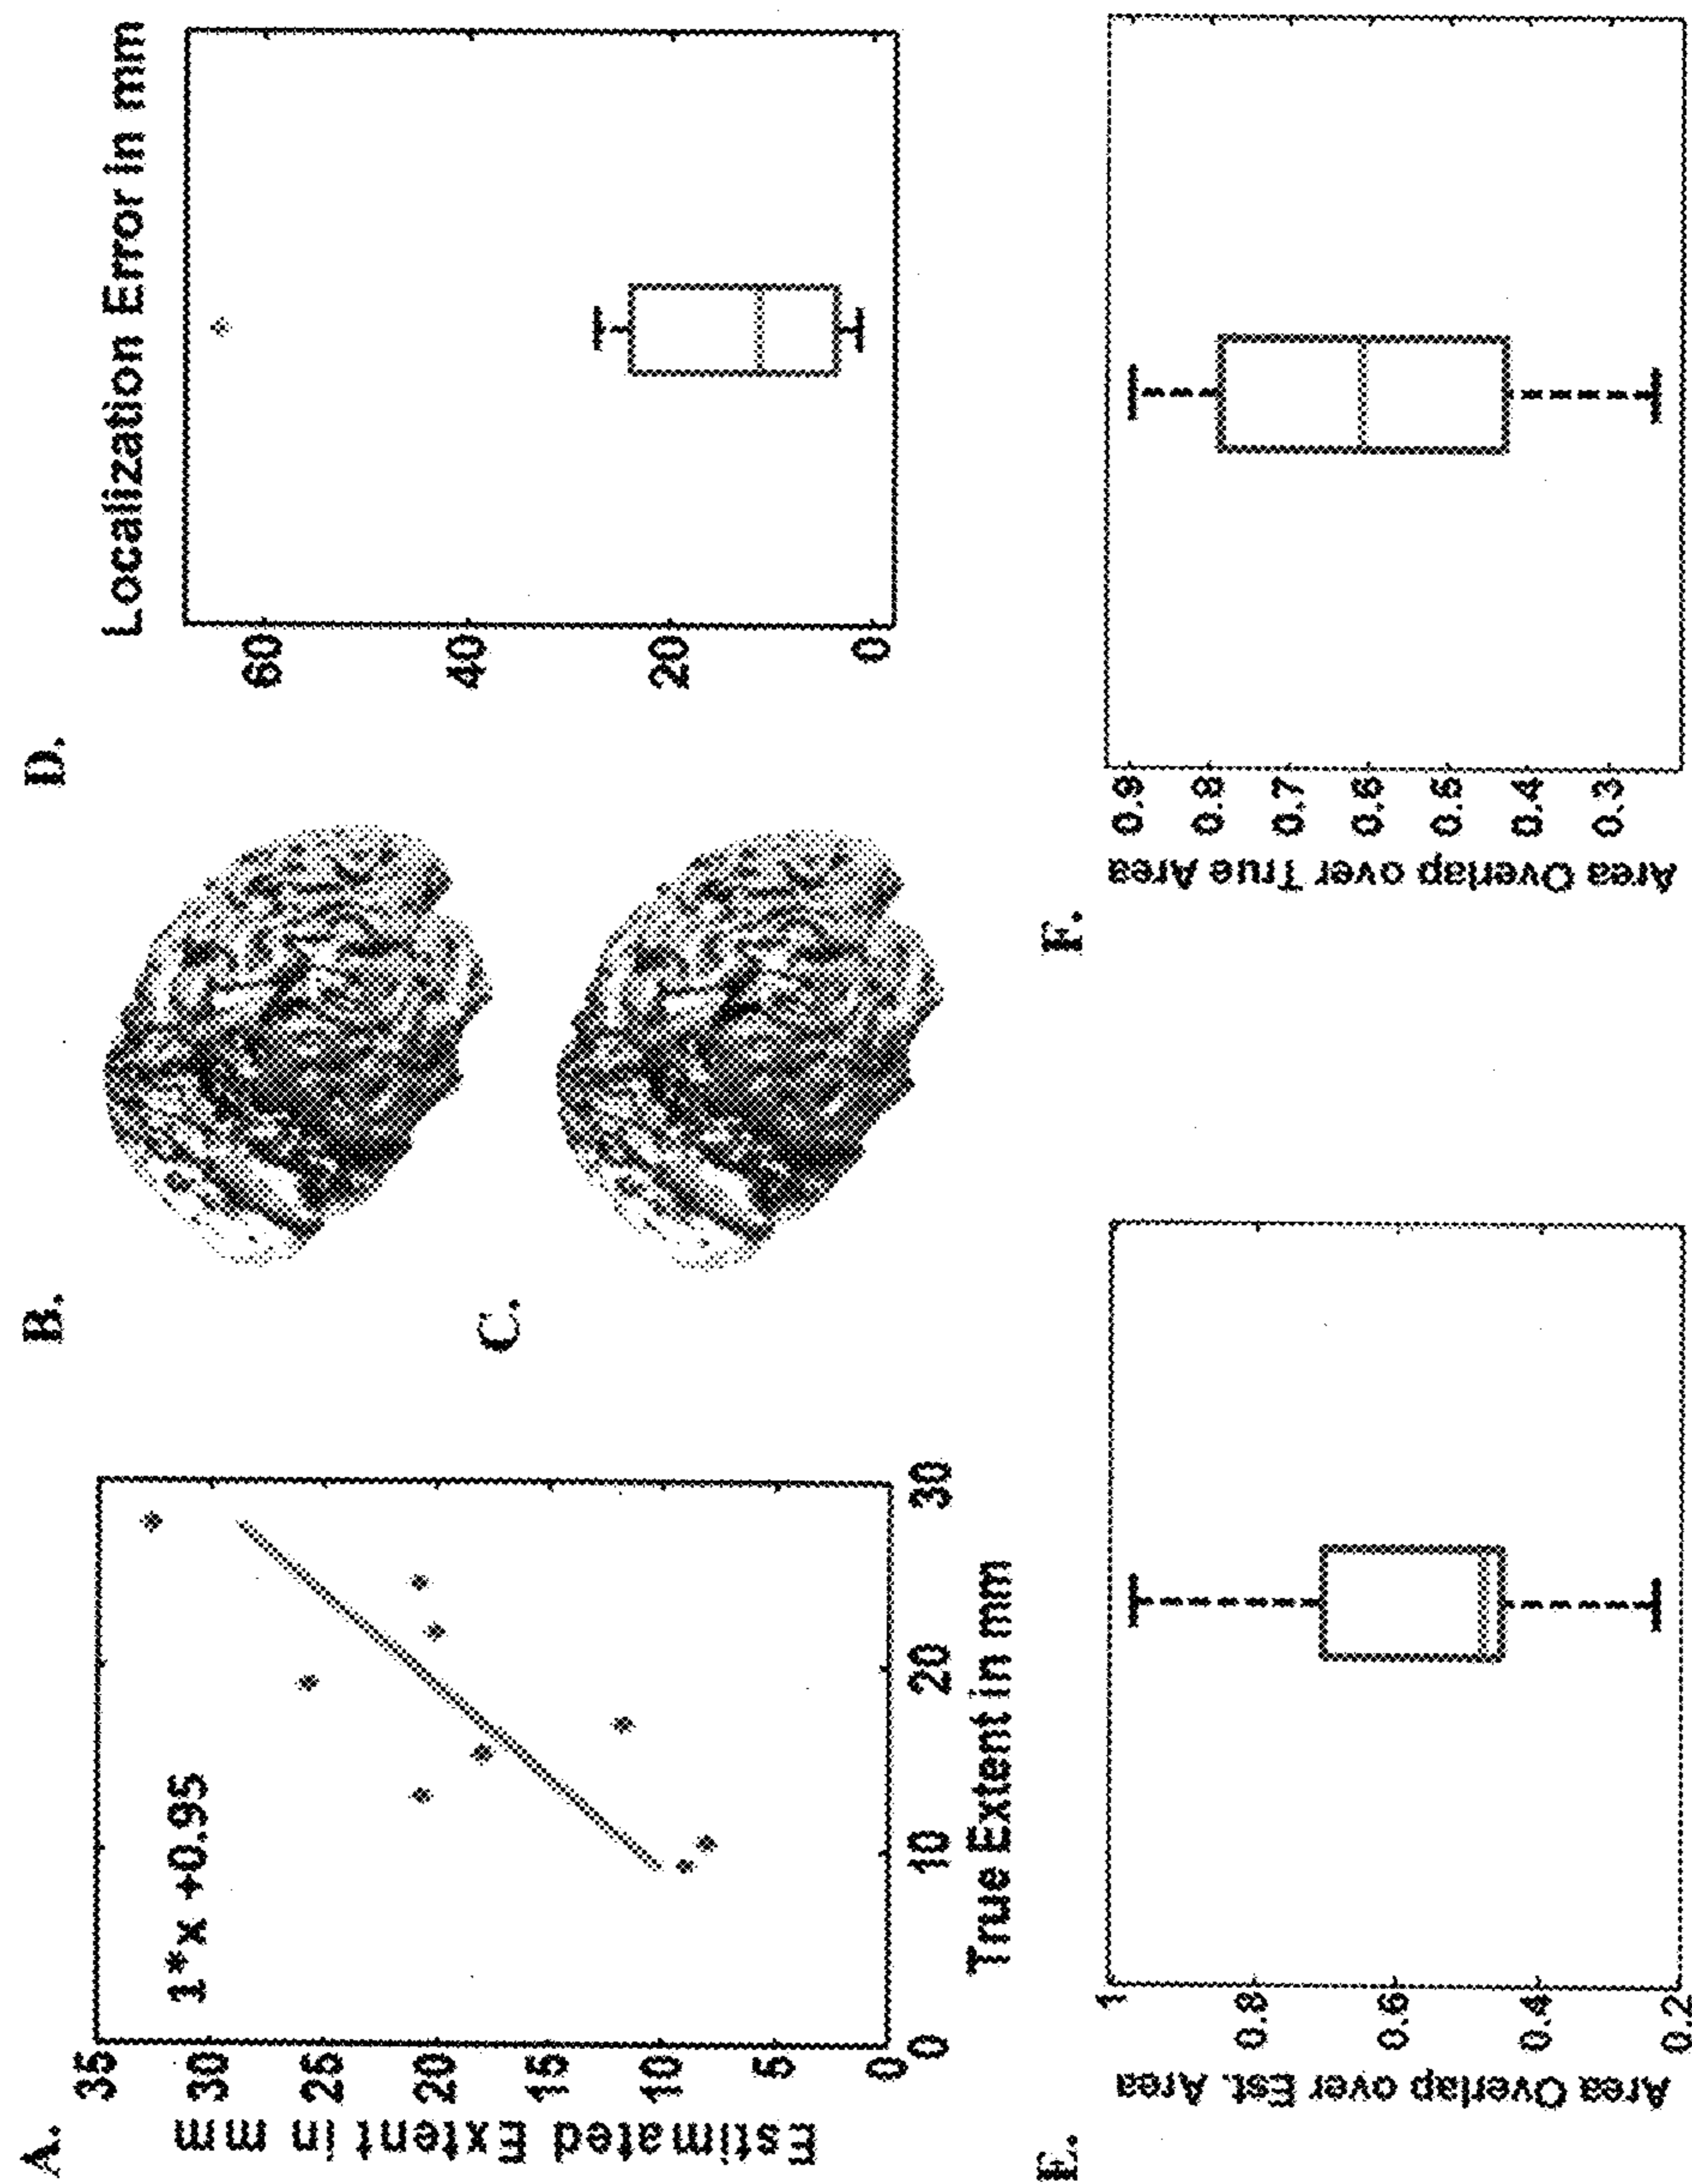 A.
1*x +0.95
35
30
25
20
15
10
5
0
0
10
20
30
Estimated Extent in mm
True Extent in mm
B.
C.
D.
Localization Error in mm
60
40
20
0
E.
Area Overlap over Est. Area
1
0.8
0.6
0.4
0.2
F.
Area Overlap over True Area
0.9
0.8
0.7
0.6
0.5
0.4
0.3